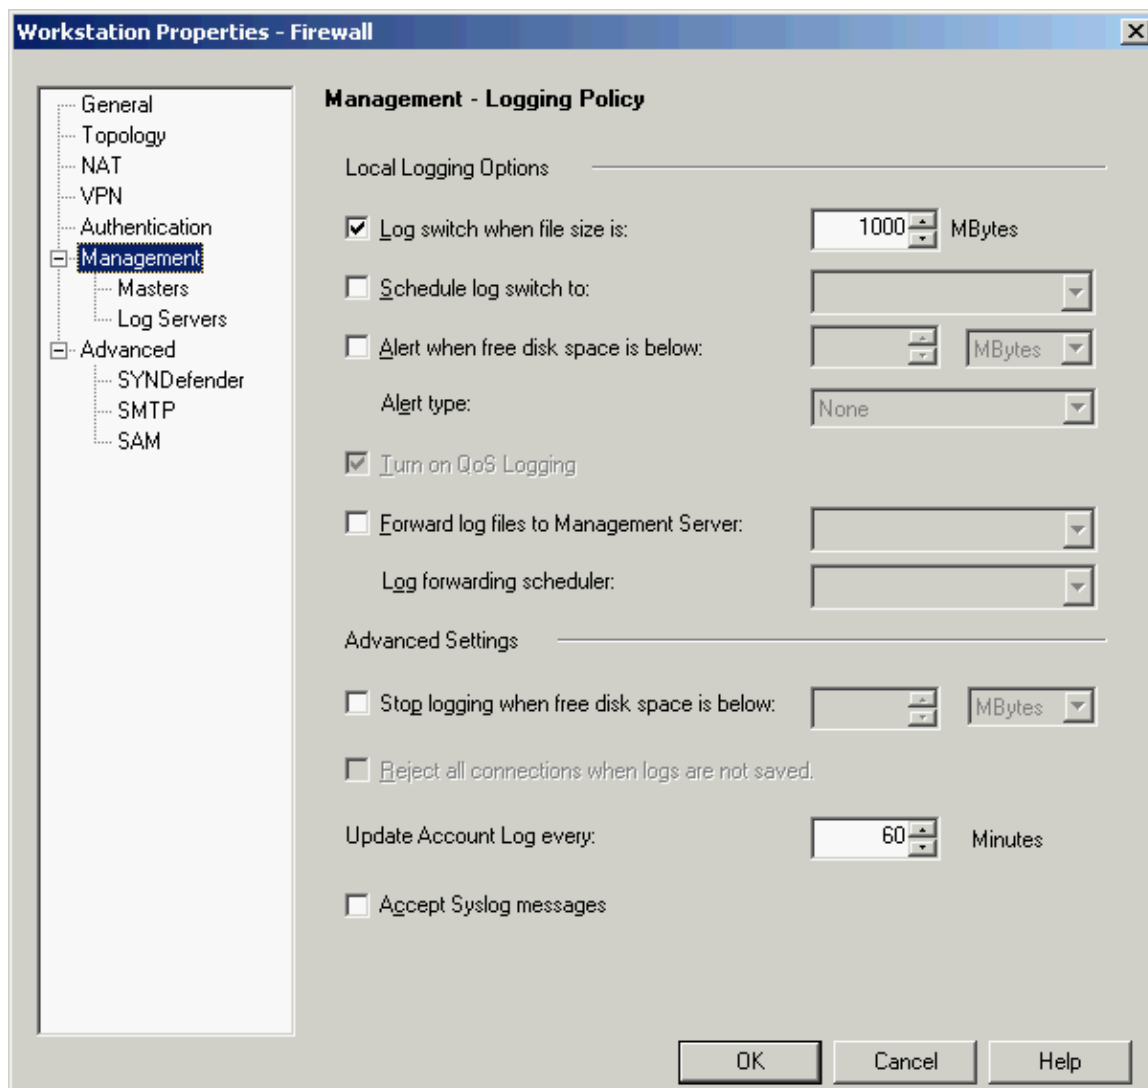 Workstation Properties - Firewall
General
Topology
NAT
VPN
Authentication
Management
Masters
Log Servers
Advanced
SYNDefender
SMTP
SAM
Management - Logging Policy
Local Logging Options
Log switch when file size is: 1000 MBytes
Schedule log switch to:
Alert when free disk space is below: MBytes
Alert type: None
Turn on QoS Logging
Forward log files to Management Server:
Log forwarding scheduler:
Advanced Settings
Stop logging when free disk space is below: MBytes
Reject all connections when logs are not saved.
Update Account Log every: 60 Minutes
Accept Syslog messages
OK Cancel Help